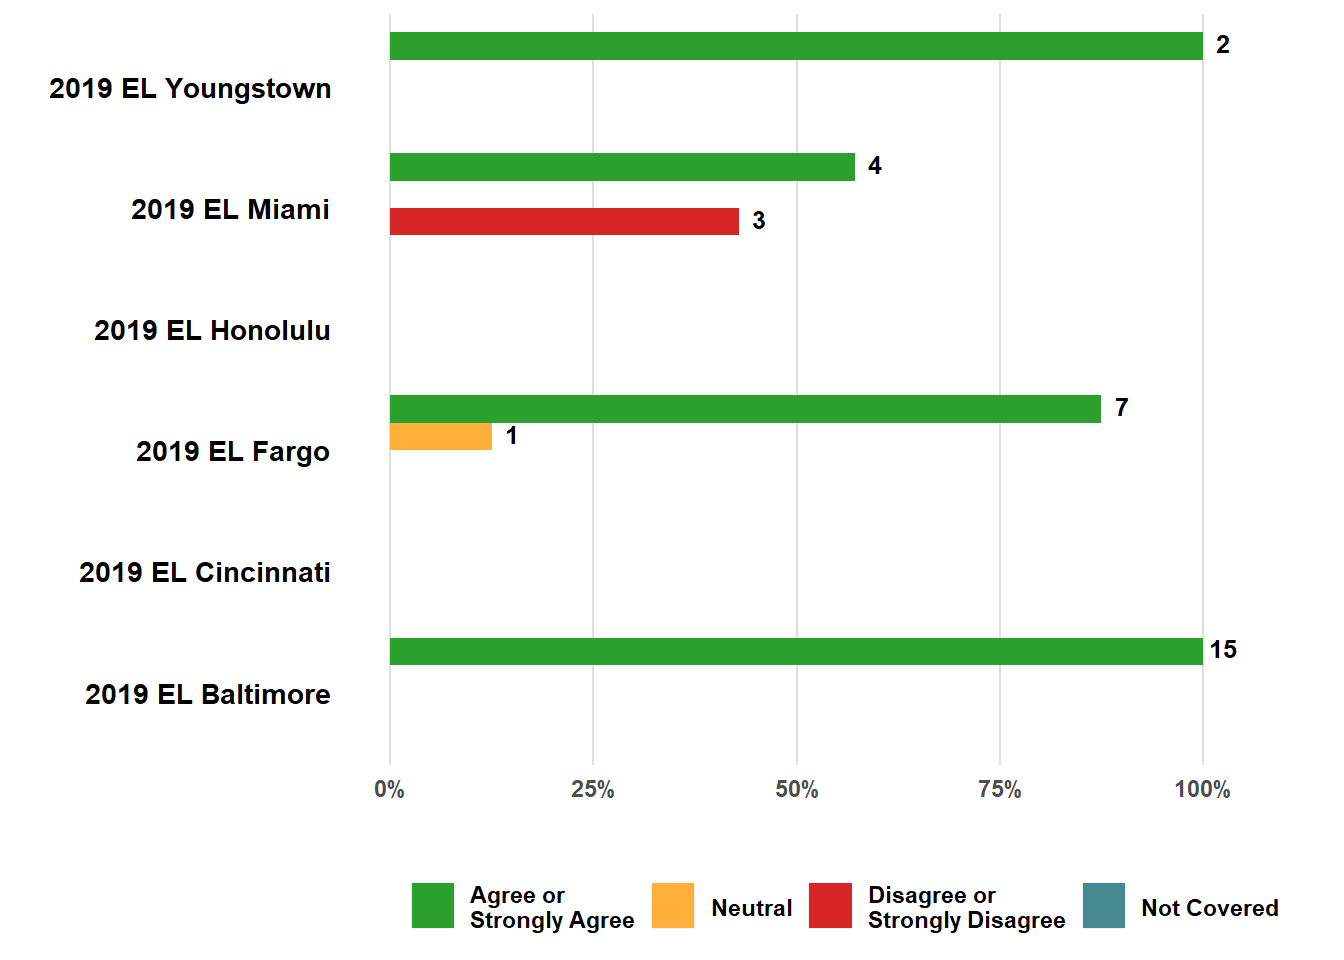 2
2019 EL Youngstown
4
2019 EL Miami
3
2019 EL Honolulu
7
1
2019 EL Fargo
2019 EL Cincinnati
15
2019 EL Baltimore
0% 25% 50% 75% 100%
Agree or
Strongly Agree
Neutral
Disagree or
Strongly Disagree
Not Covered